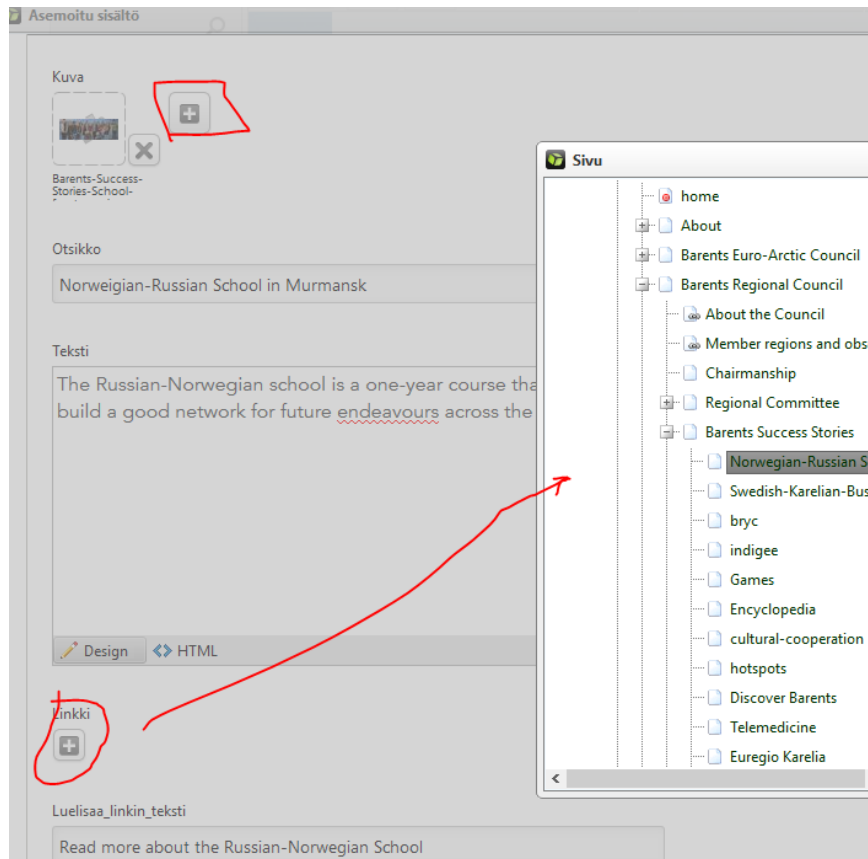 Asemoitu sisältö
Kuva
Barents-Success-
Stories-School-
Otsikko
Norweigian-Russian School in Murmansk
Teksti
The Russian-Norwegian school is a one-year course tha
build a good network for future endeavours across the
Design
HTML
Linkki
Luelisaa_linkin_teksti
Read more about the Russian-Norwegian School
Sivu
home
About
Barents Euro-Arctic Council
Barents Regional Council
About the Council
Member regions and obs
Chairmanship
Regional Committee
Barents Success Stories
Norwegian-Russian S
Swedish-Karelian-Bus
bryc
indigee
Games
Encyclopedia
cultural-cooperation
hotspots
Discover Barents
Telemedicine
Euregio Karelia